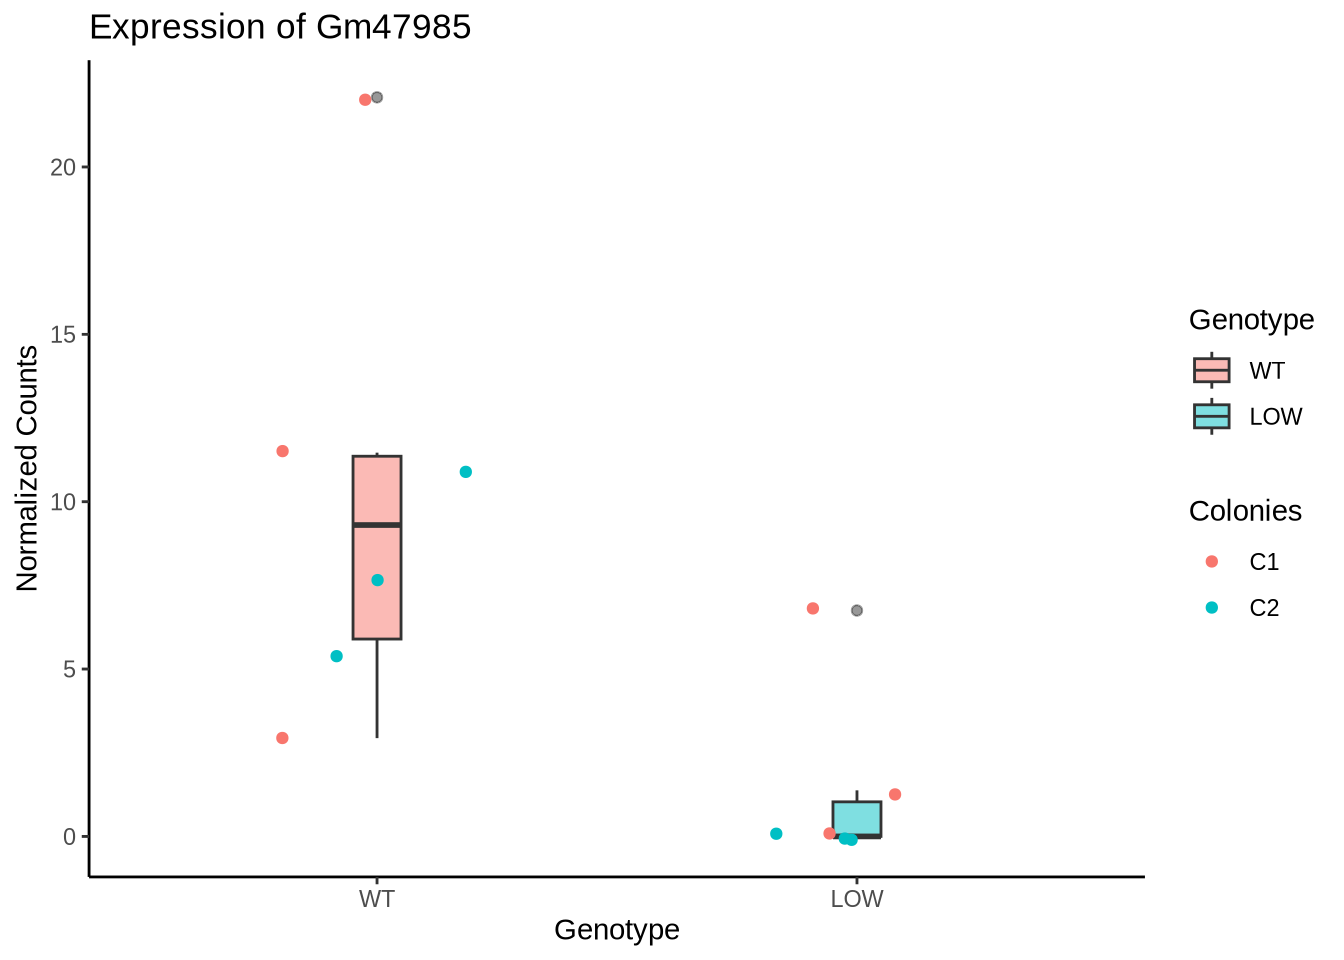 Expression of Gm47985
20
15
10
5
0
Normalized Counts
WT
LOW
Genotype
Genotype
WT
LOW
Colonies
C1
C2